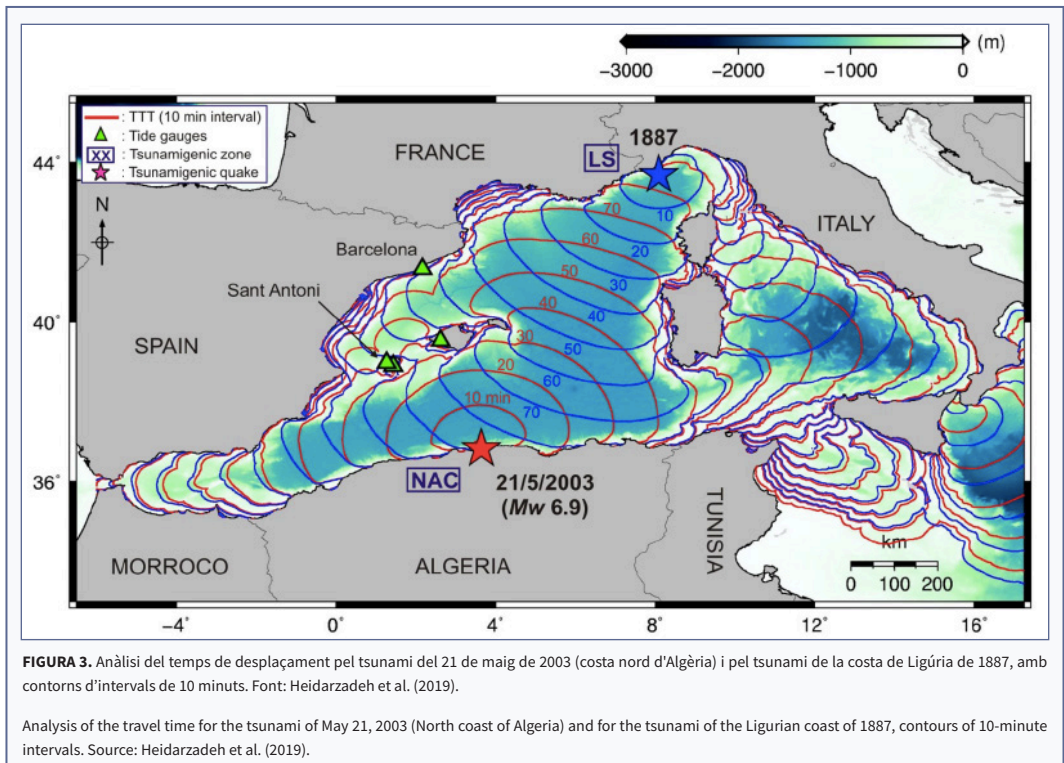 (m)
−3000 −2000 −1000 0
: TTT (10 min interval)
: Tide gauges
XX : Tsunamigenic zone
: Tsunamigenic quake
N
44˚
40˚
36˚
FRANCE
LS
1887
ITALY
Barcelona
Sant Antoni
SPAIN
70
60
50
40
30
20
10 min
10
20
30
40
50
60
70
NAC
21/5/2003
(Mw 6.9)
MORROCO
ALGERIA
TUNISIA
km
0 100 200
−4˚ 0˚ 4˚ 8˚ 12˚ 16˚
FIGURA 3. Anàlisi del temps de desplaçament pel tsunami del 21 de maig de 2003 (costa nord d'Algèria) i pel tsunami de la costa de Ligúria de 1887, amb
contorns d’intervals de 10 minuts. Font: Heidarzadeh et al. (2019).
Analysis of the travel time for the tsunami of May 21, 2003 (North coast of Algeria) and for the tsunami of the Ligurian coast of 1887, contours of 10-minute
intervals. Source: Heidarzadeh et al. (2019).